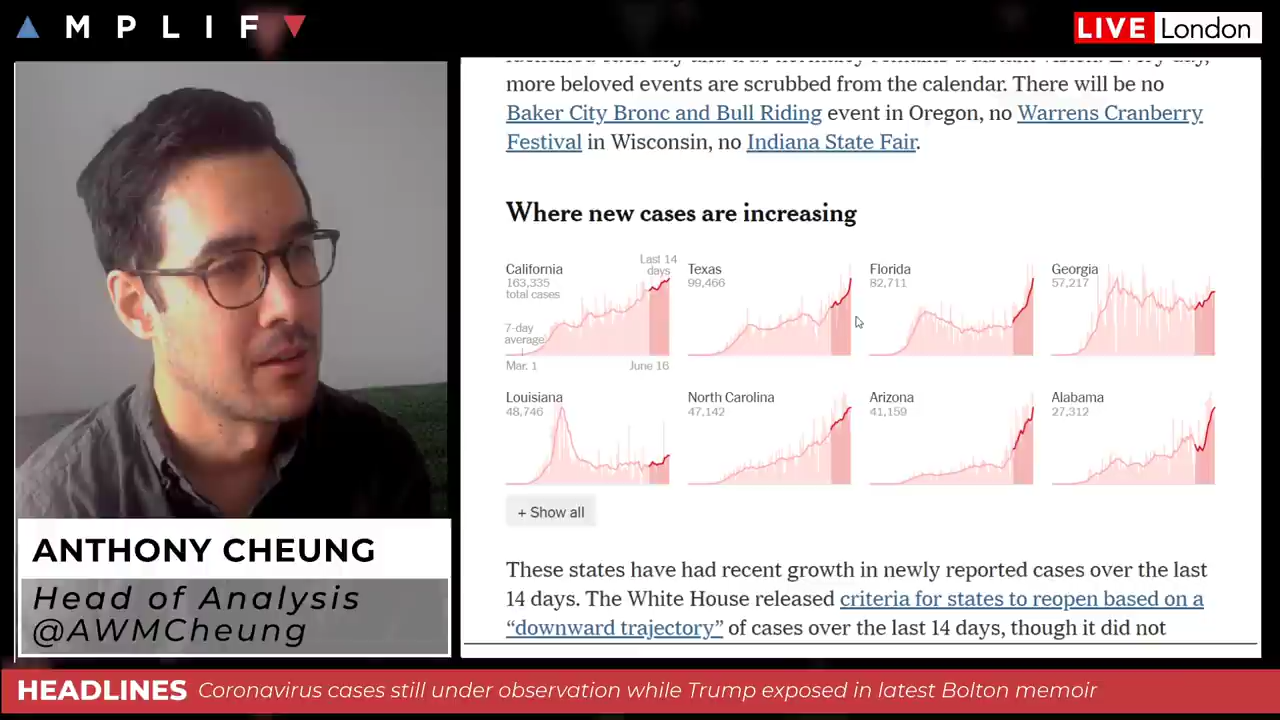 AMPLIFY
LIVE London
more beloved events are scrubbed from the calendar. There will be no
Baker City Bronc and Bull Riding event in Oregon, no Warrens Cranberry
Festival in Wisconsin, no Indiana State Fair.
Where new cases are increasing
California
163,335
total cases
Last 14
days
7-day
average
Mar. 1
June 16
Texas
99,466
Florida
82,711
Georgia
57,217
Louisiana
48,746
North Carolina
47,142
Arizona
41,159
Alabama
27,312
+ Show all
These states have had recent growth in newly reported cases over the last
14 days. The White House released criteria for states to reopen based on a
“downward trajectory” of cases over the last 14 days, though it did not
ANTHONY CHEUNG
Head of Analysis
@AWMCheung
HEADLINES Coronavirus cases still under observation while Trump exposed in latest Bolton memoir